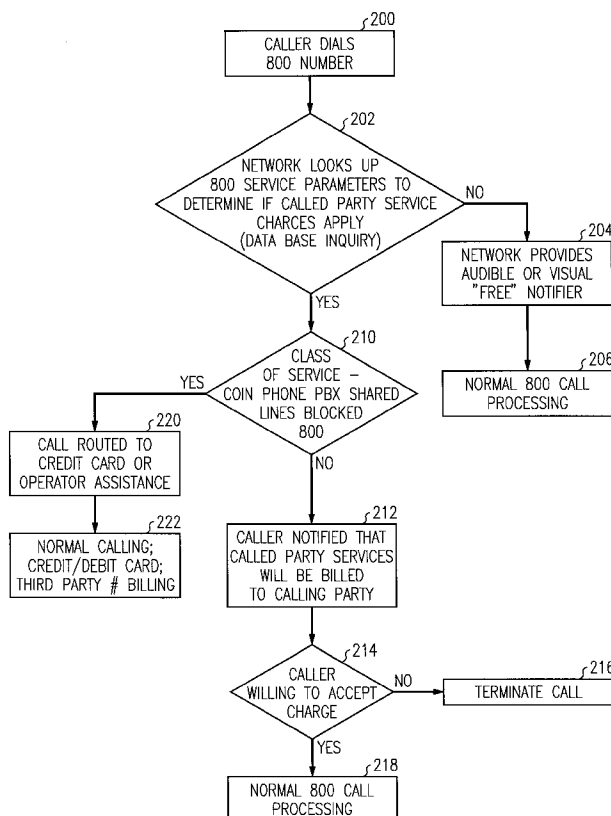 200
CALLER DIALS
800 NUMBER
202
NETWORK LOOKS UP
800 SERVICE PARAMETERS TO
DETERMINE IF CALLED PARTY SERVICE
CHARCES APPLY
(DATA BASE INQUIRY)
NO
204
NETWORK PROVIDES
AUDIBLE OR VISUAL
"FREE" NOTIFIER
206
NORMAL 800 CALL
PROCESSING
YES
210
CLASS
OF SERVICE –
COIN PHONE PBX SHARED
LINES BLOCKED
800
YES
220
CALL ROUTED TO
CREDIT CARD OR
OPERATOR ASSISTANCE
222
NORMAL CALLING;
CREDIT/DEBIT CARD;
THIRD PARTY # BILLING
NO
212
CALLER NOTIFIED THAT
CALLED PARTY SERVICES
WILL BE BILLED
TO CALLING PARTY
214
CALLER
WILLING TO ACCEPT
CHARGE
NO
216
TERMINATE CALL
YES
218
NORMAL 800 CALL
PROCESSING